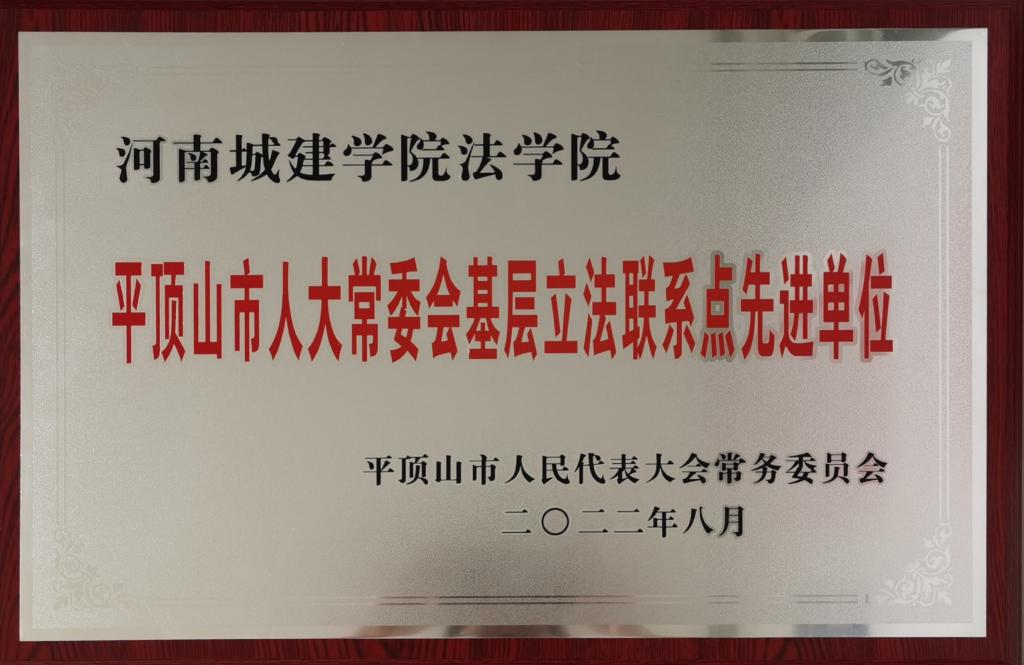 河南城建学院法学院
平顶山市人大常委会基层立法联系点先进单位
平顶山市人民代表大会常务委员会
二〇二二年八月